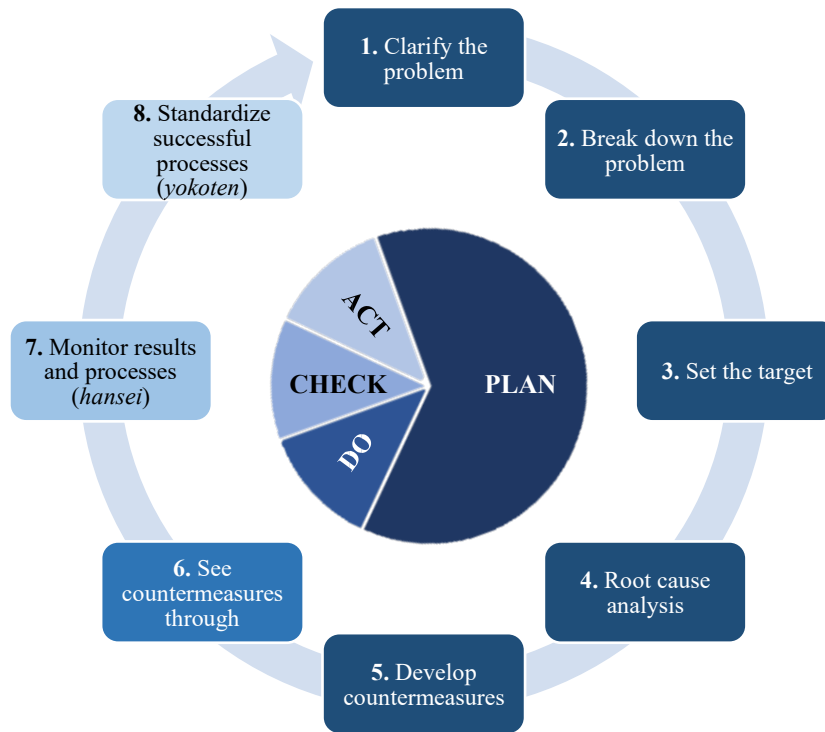 1. Clarify the
problem
2. Break down the
problem
3. Set the target
4. Root cause
analysis
5. Develop
countermeasures
6. See
countermeasures
through
7. Monitor results
and processes
(hansei)
8. Standardize
successful
processes
(yokoten)
PLAN
DO
CHECK
ACT